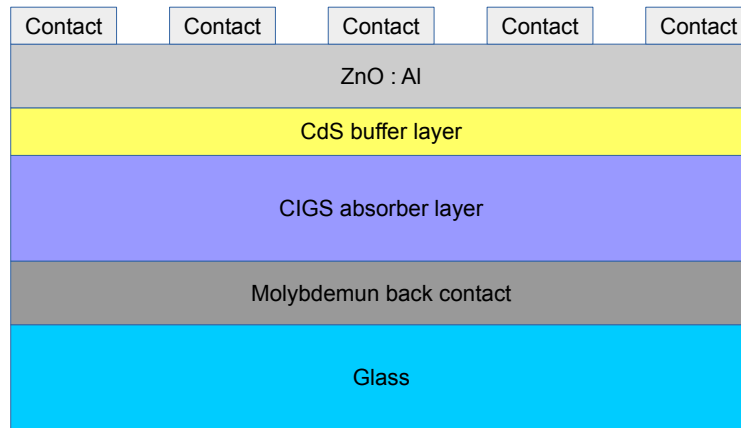 Contact Contact Contact Contact Contact
ZnO : Al
CdS buffer layer
CIGS absorber layer
Molybdemun back contact
Glass